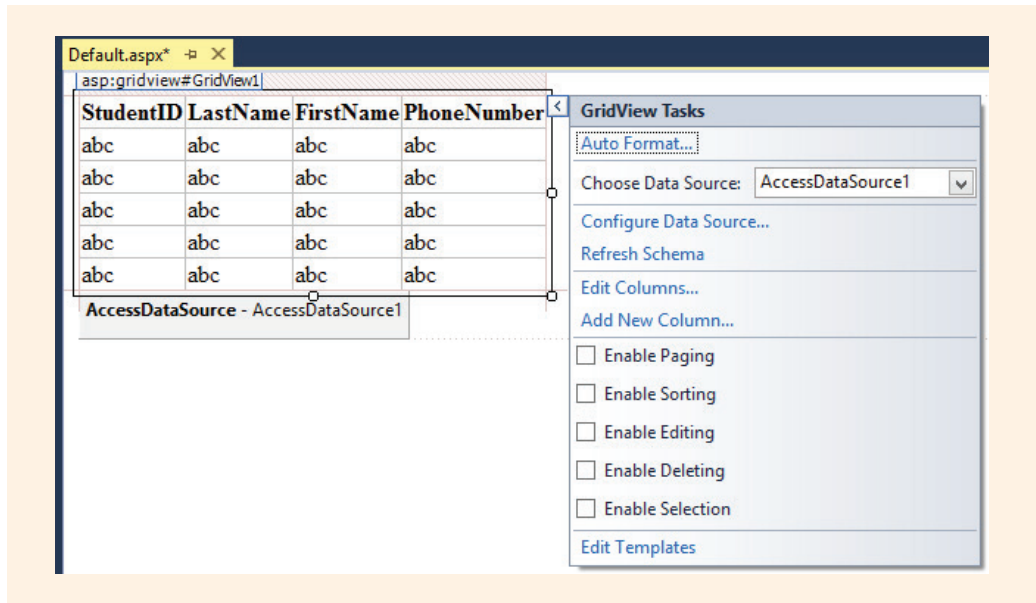 Default.aspx*
asp:gridview#GridView1
StudentID LastName FirstName PhoneNumber
abc abc abc abc
abc abc abc abc
abc abc abc abc
abc abc abc abc
abc abc abc abc
AccessDataSource - AccessDataSource1
GridView Tasks
Auto Format...
Choose Data Source: AccessDataSource1
Configure Data Source...
Refresh Schema
Edit Columns...
Add New Column...
Enable Paging
Enable Sorting
Enable Editing
Enable Deleting
Enable Selection
Edit Templates